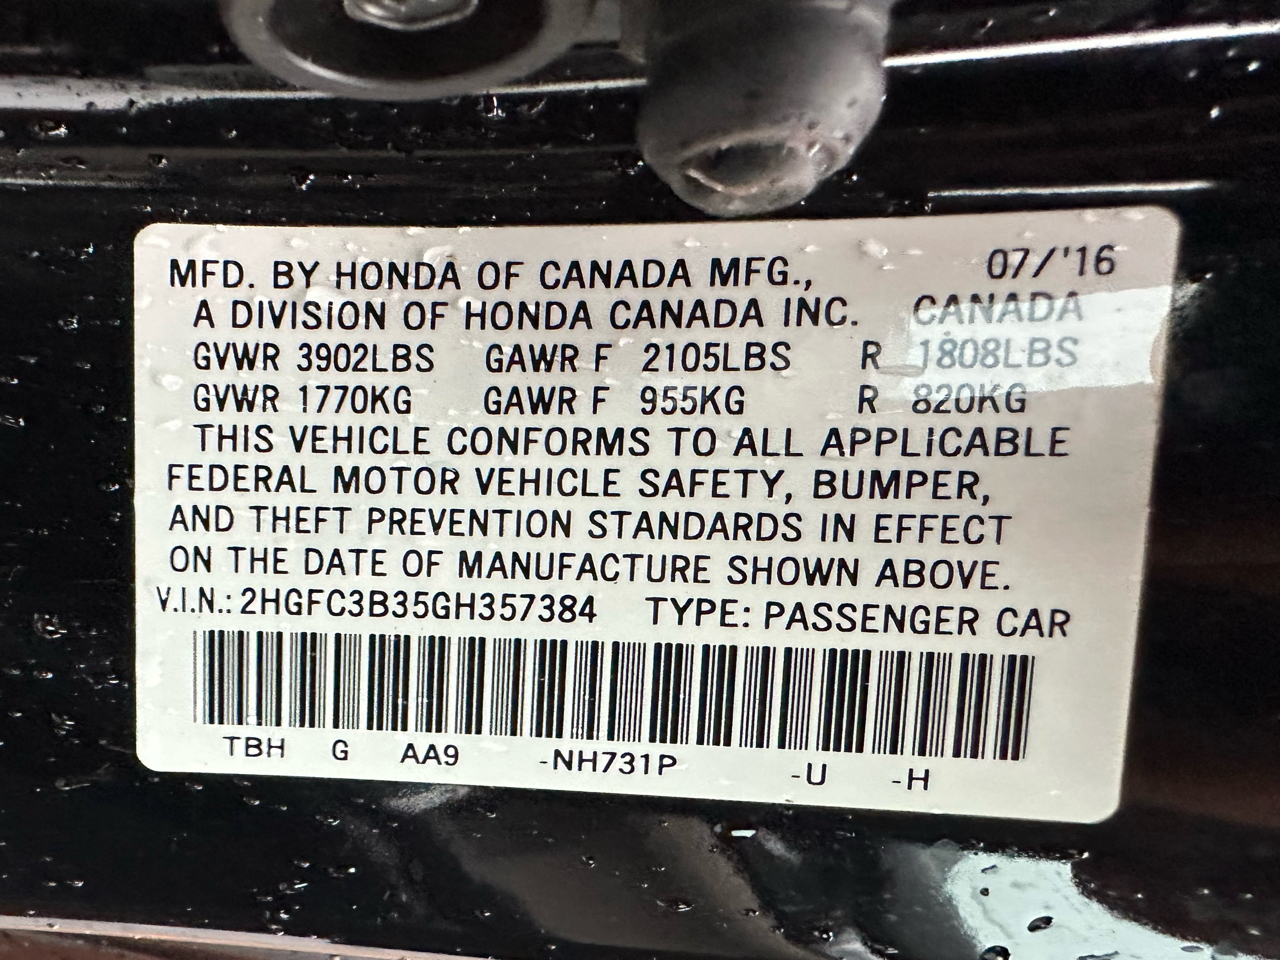 MFD. BY HONDA OF CANADA MFG., 07/'16
A DIVISION OF HONDA CANADA INC. CANADA
GVWR 3902LBS GAWR F 2105LBS R 1808LBS
GVWR 1770KG GAWR F 955KG R 820KG
THIS VEHICLE CONFORMS TO ALL APPLICABLE
FEDERAL MOTOR VEHICLE SAFETY, BUMPER,
AND THEFT PREVENTION STANDARDS IN EFFECT
ON THE DATE OF MANUFACTURE SHOWN ABOVE.
V.I.N.: 2HGFC3B35GH357384 TYPE: PASSENGER CAR
TBH G AA9 -NH731P -U -H